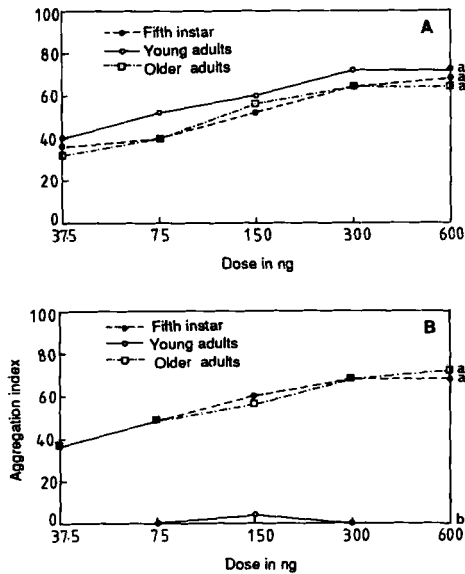 100
80
60
40
20
0
A
Fifth instar
Young adults
Older adults
a
a
a
37.5 75 150 300 600
Dose in ng
B
100
80
60
40
20
0
Aggregation index
Fifth instar
Young adults
Older adults
a
a
b
37.5 75 150 300 600
Dose in ng